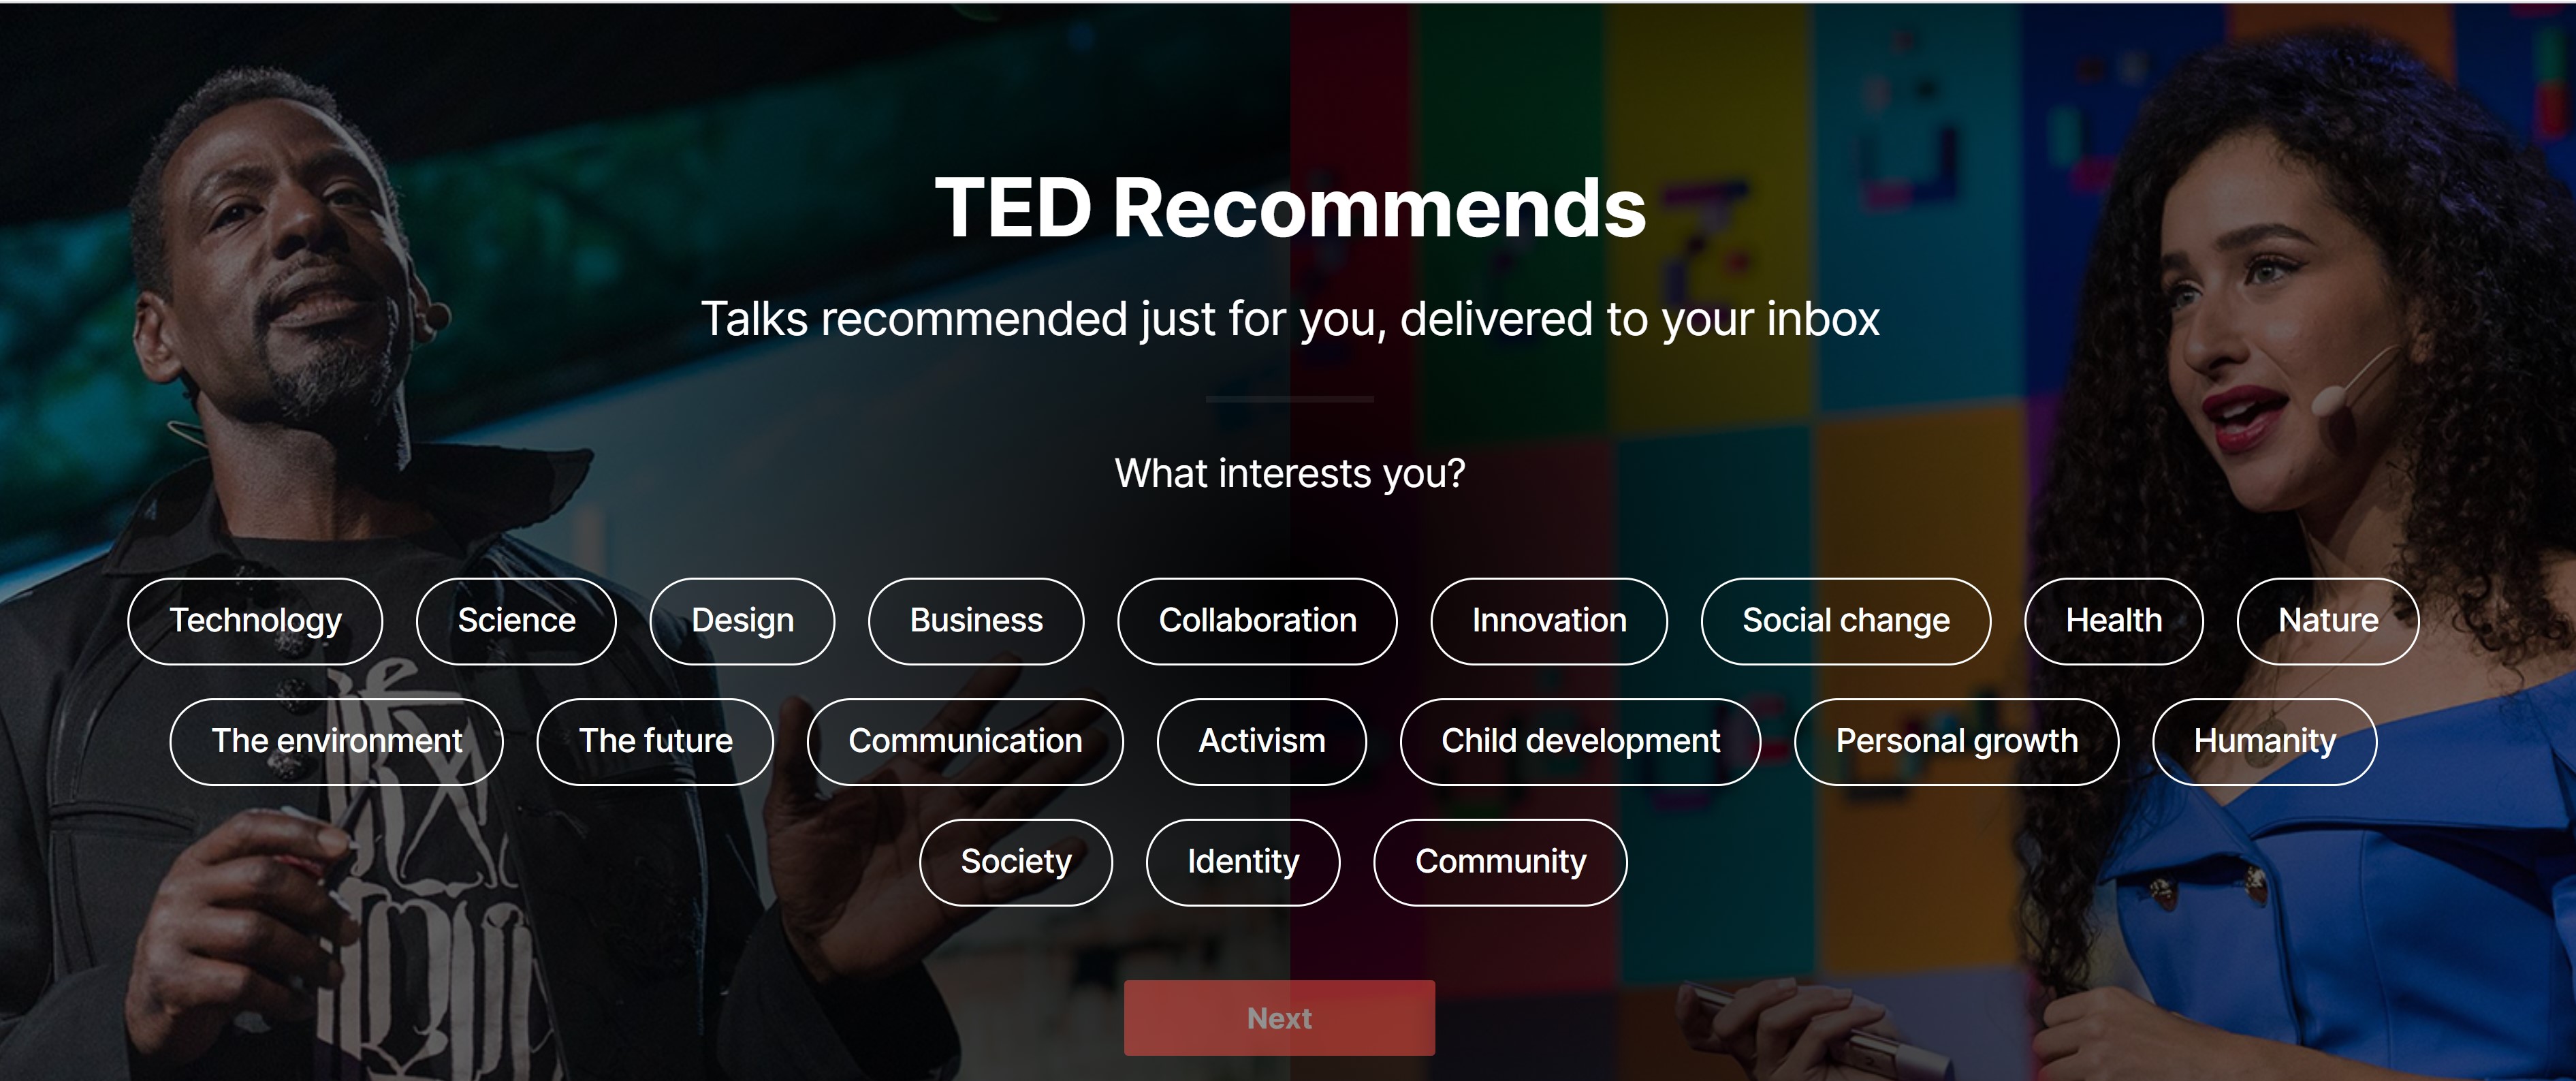 TED Recommends
Talks recommended just for you, delivered to your inbox
What interests you?
Technology Science Design Business Collaboration Innovation Social change Health Nature
The environment The future Communication Activism Child development Personal growth Humanity
Society Identity Community
Next